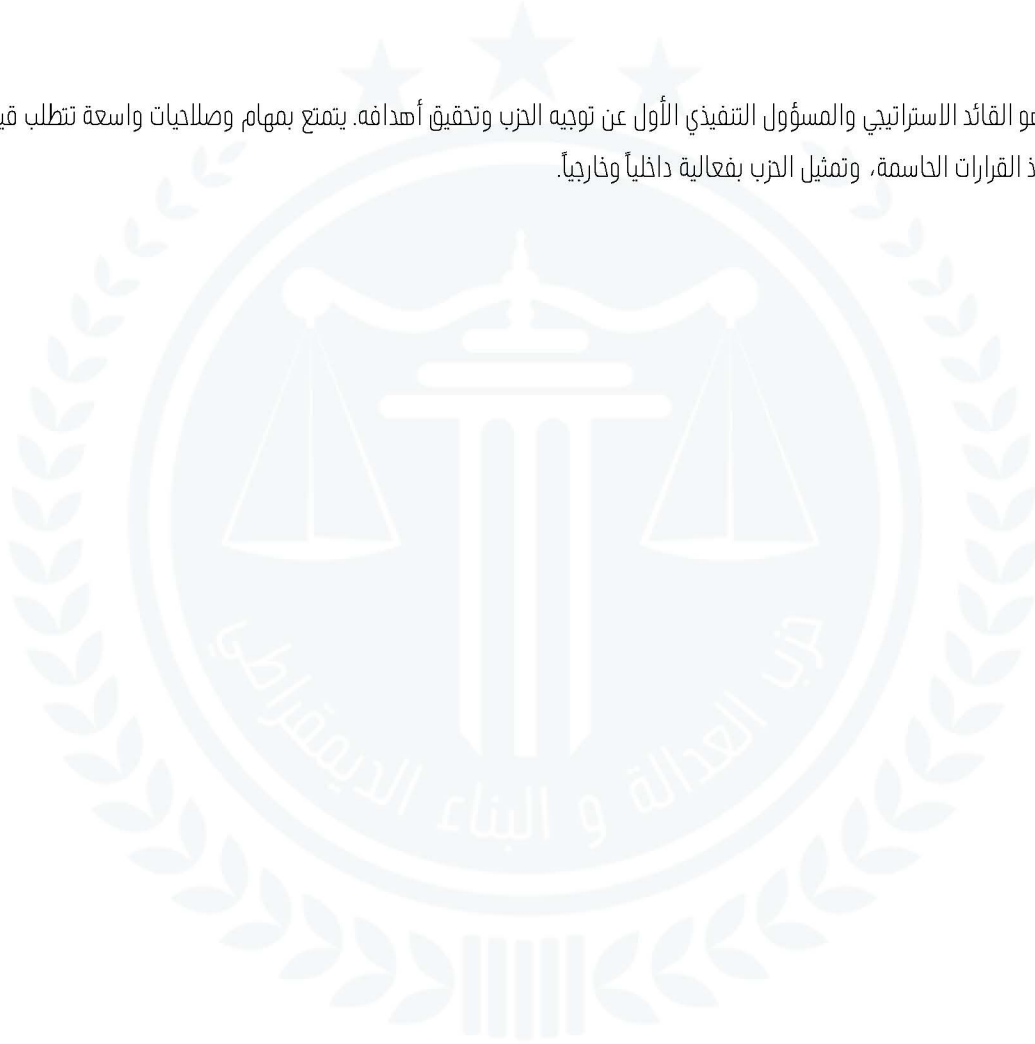 القائد الاستراتيجي والمسؤول التنفيذي الأول عن توجيه الحزب وتحقيق أهدافه. يتمتع بمهام وصلاحيات واسعة تتطلب
القرارات الحاسمة، وتمثيل الحزب بفعالية داخلياً وخارجياً.
حزب العدالة و البناء الديمقراطي